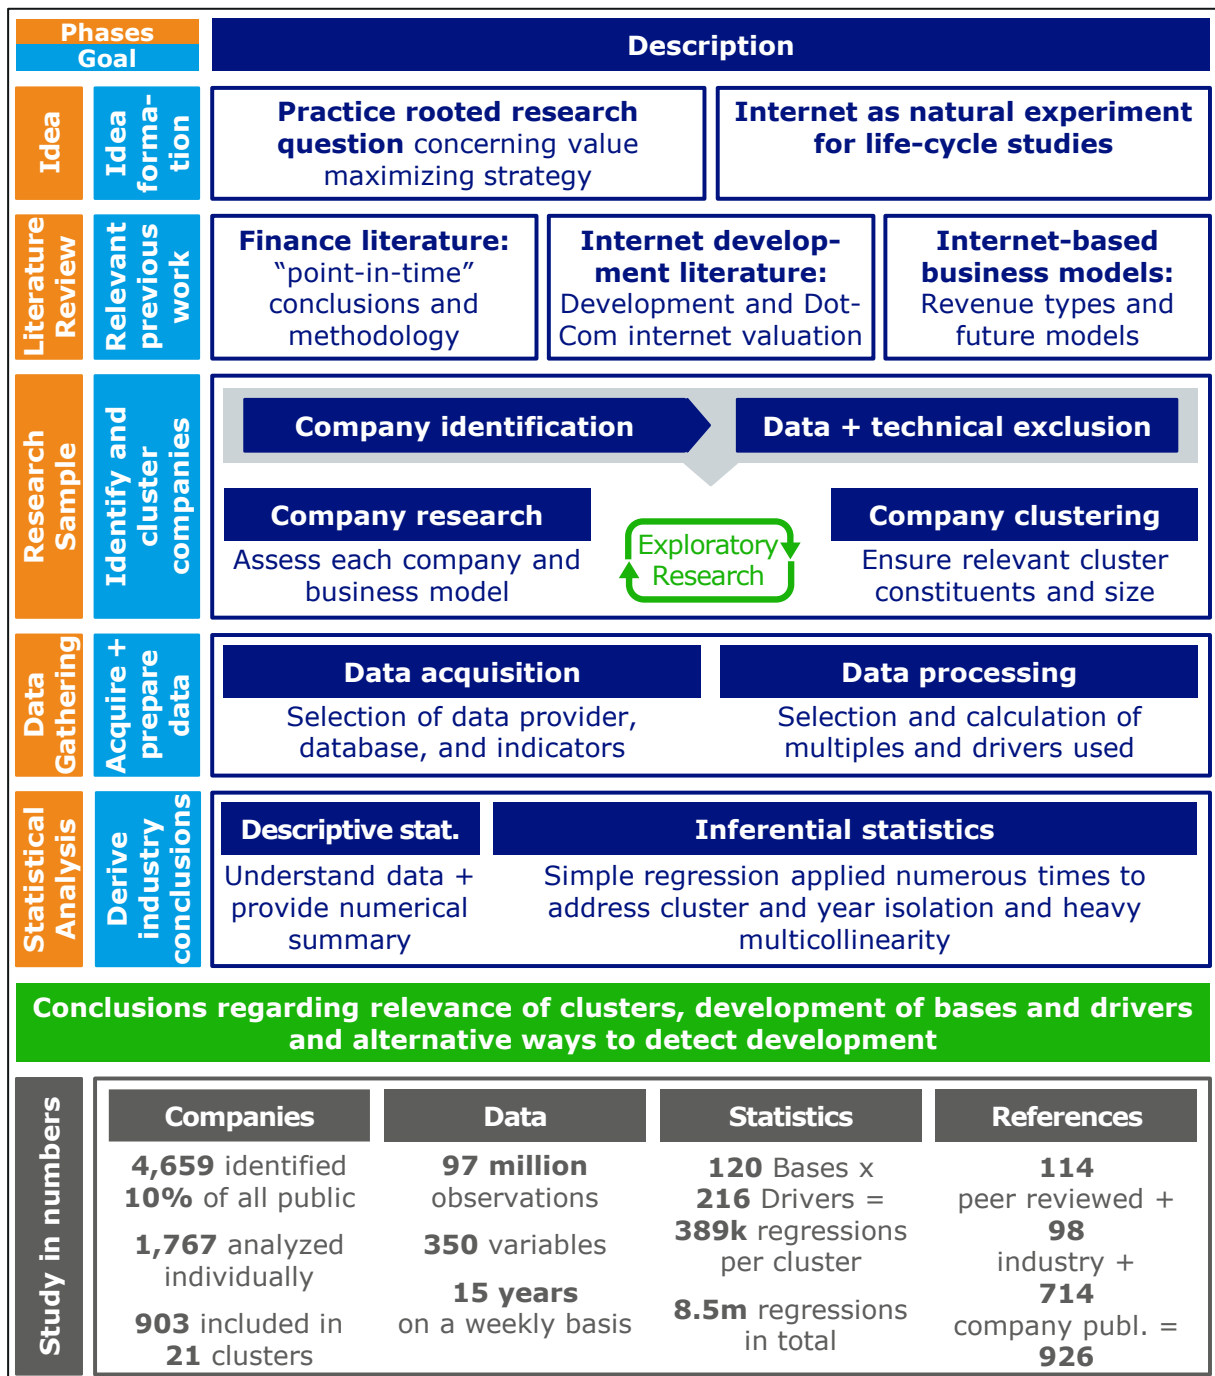 Phases
Goal
Description
Idea
Idea
forma-
tion
Practice rooted research
question concerning value
maximizing strategy
Internet as natural experiment
for life-cycle studies
Literature
Review
Relevant
previous
work
Finance literature:
“point-in-time”
conclusions and
methodology
Internet develop-
ment literature:
Development and Dot-
Com internet valuation
Internet-based
business models:
Revenue types and
future models
Research
Sample
Identify and
cluster
companies
Company identification
Data + technical exclusion
Company research
Assess each company and
business model
Exploratory
Research
Company clustering
Ensure relevant cluster
constituents and size
Data
Gathering
Acquire +
prepare
data
Data acquisition
Selection of data provider,
database, and indicators
Data processing
Selection and calculation of
multiples and drivers used
Statistical
Analysis
Derive
industry
conclusions
Descriptive stat.
Understand data +
provide numerical
summary
Inferential statistics
Simple regression applied numerous times to
address cluster and year isolation and heavy
multicollinearity
Conclusions regarding relevance of clusters, development of bases and drivers
and alternative ways to detect development
Study in numbers
Companies
4,659 identified
10% of all public
1,767 analyzed
individually
903 included in
21 clusters
Data
97 million
observations
350 variables
15 years
on a weekly basis
Statistics
120 Bases x
216 Drivers =
389k regressions
per cluster
8.5m regressions
in total
References
114
peer reviewed +
98
industry +
714
company publ. =
926